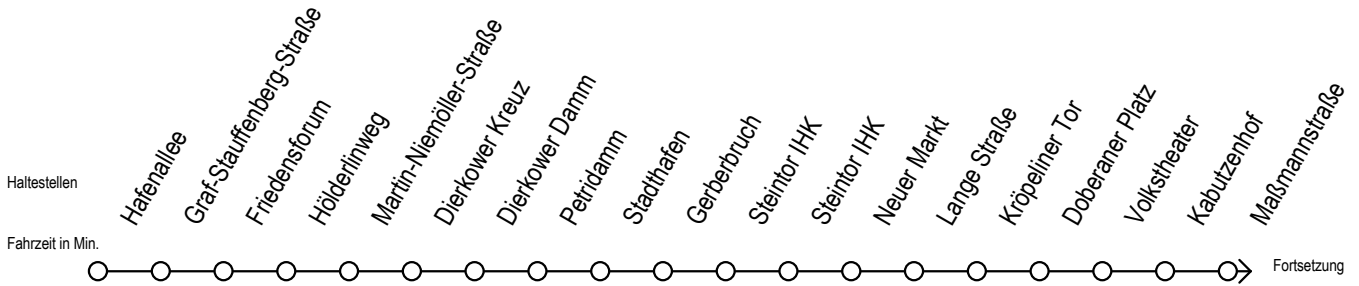 Haltestellen
Hafenallee
Graf-Stauffenberg-Straße
Friedensforum
Hölderlinweg
Martin-Niemöller-Straße
Dierkower Kreuz
Dierkower Damm
Petridamm
Stadthafen
Gerberbruch
Steintor IHK
Steintor IHK
Neuer Markt
Lange Straße
Kröpeliner Tor
Doberaner Platz
Volkstheater
Kabutzenhof
Maßmannstraße
Fahrzeit in Min.
Fortsetzung